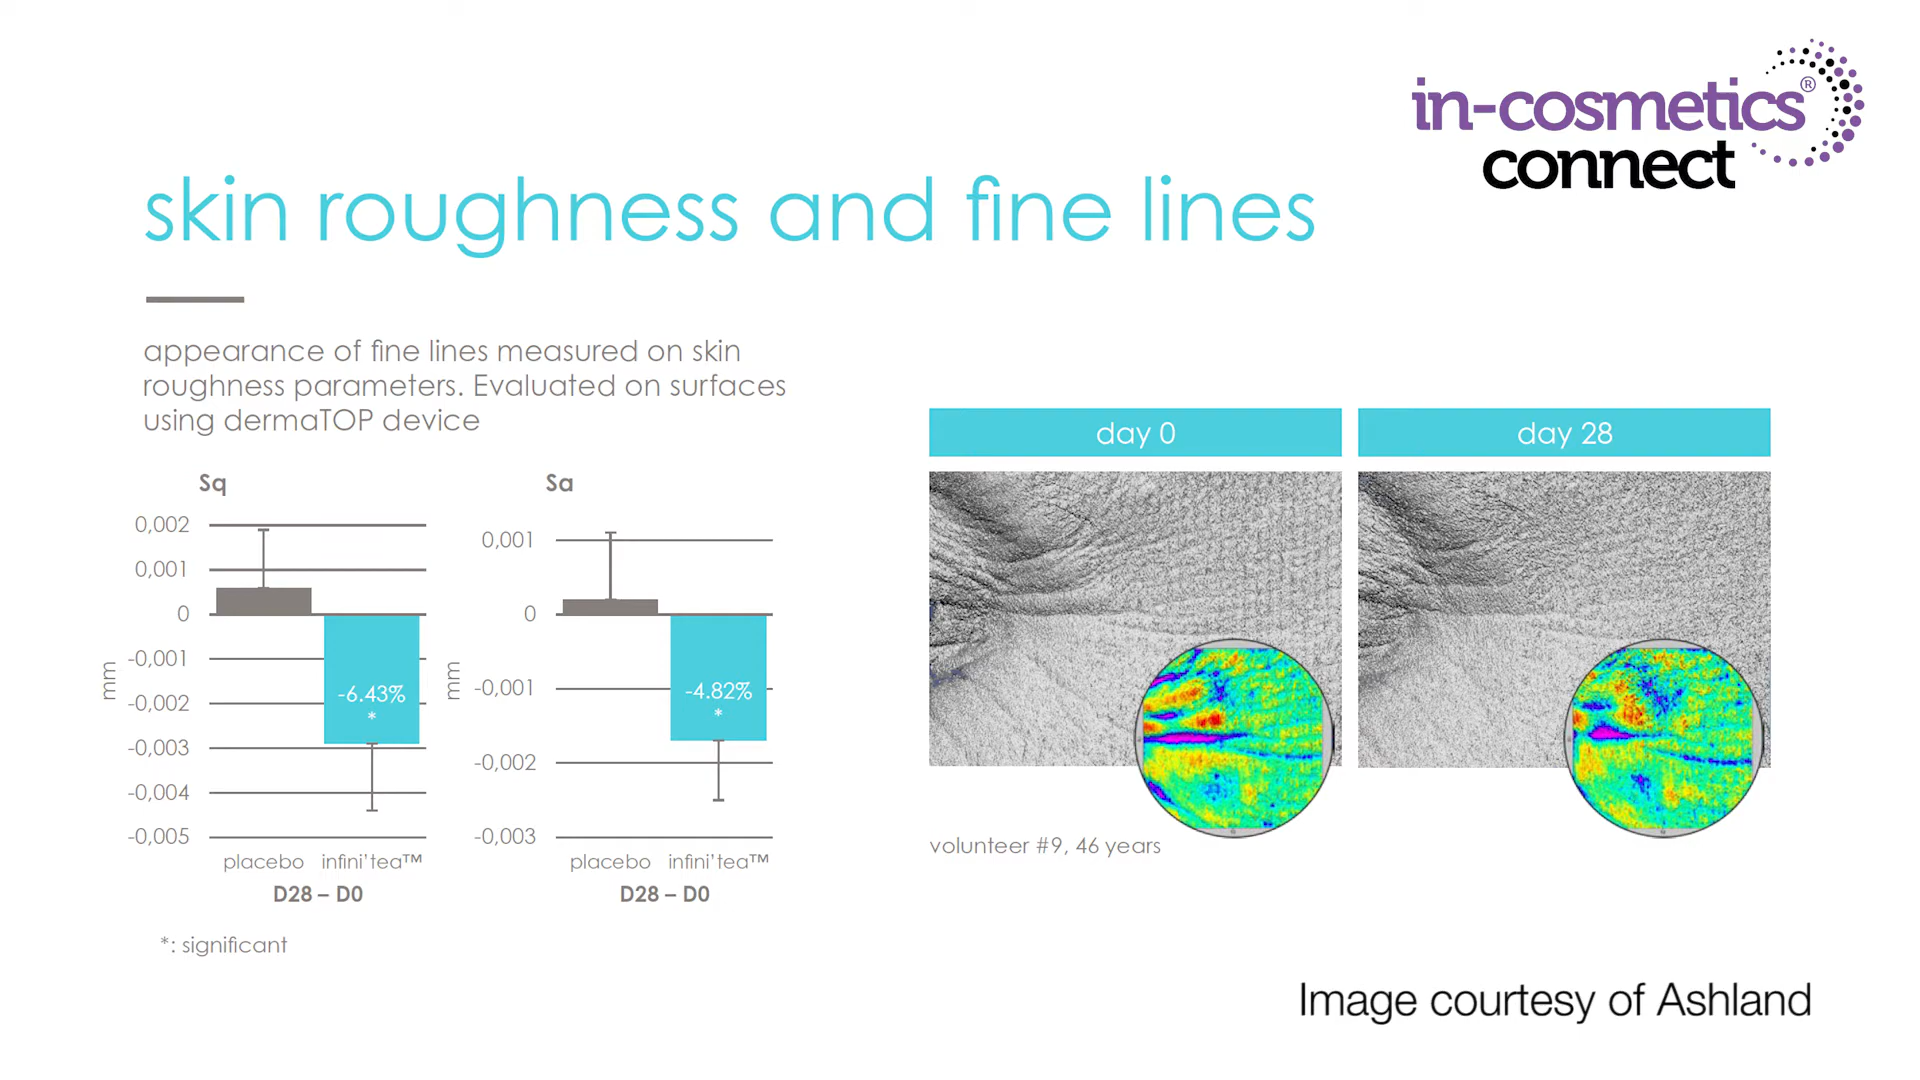 in-cosmetics®
connect
skin roughness and fine lines
appearance of fine lines measured on skin
roughness parameters. Evaluated on surfaces
using dermaTOP device
Sq
0,002
0,001
0
-0,001
-0,002
-0,003
-0,004
-0,005
mm
-6.43%
*
placebo infini'tea™
D28 – D0
Sa
0,001
0
-0,001
-0,002
-0,003
mm
-4.82%
*
placebo infini'tea™
D28 – D0
*: significant
day 0
day 28
volunteer #9, 46 years
Image courtesy of Ashland